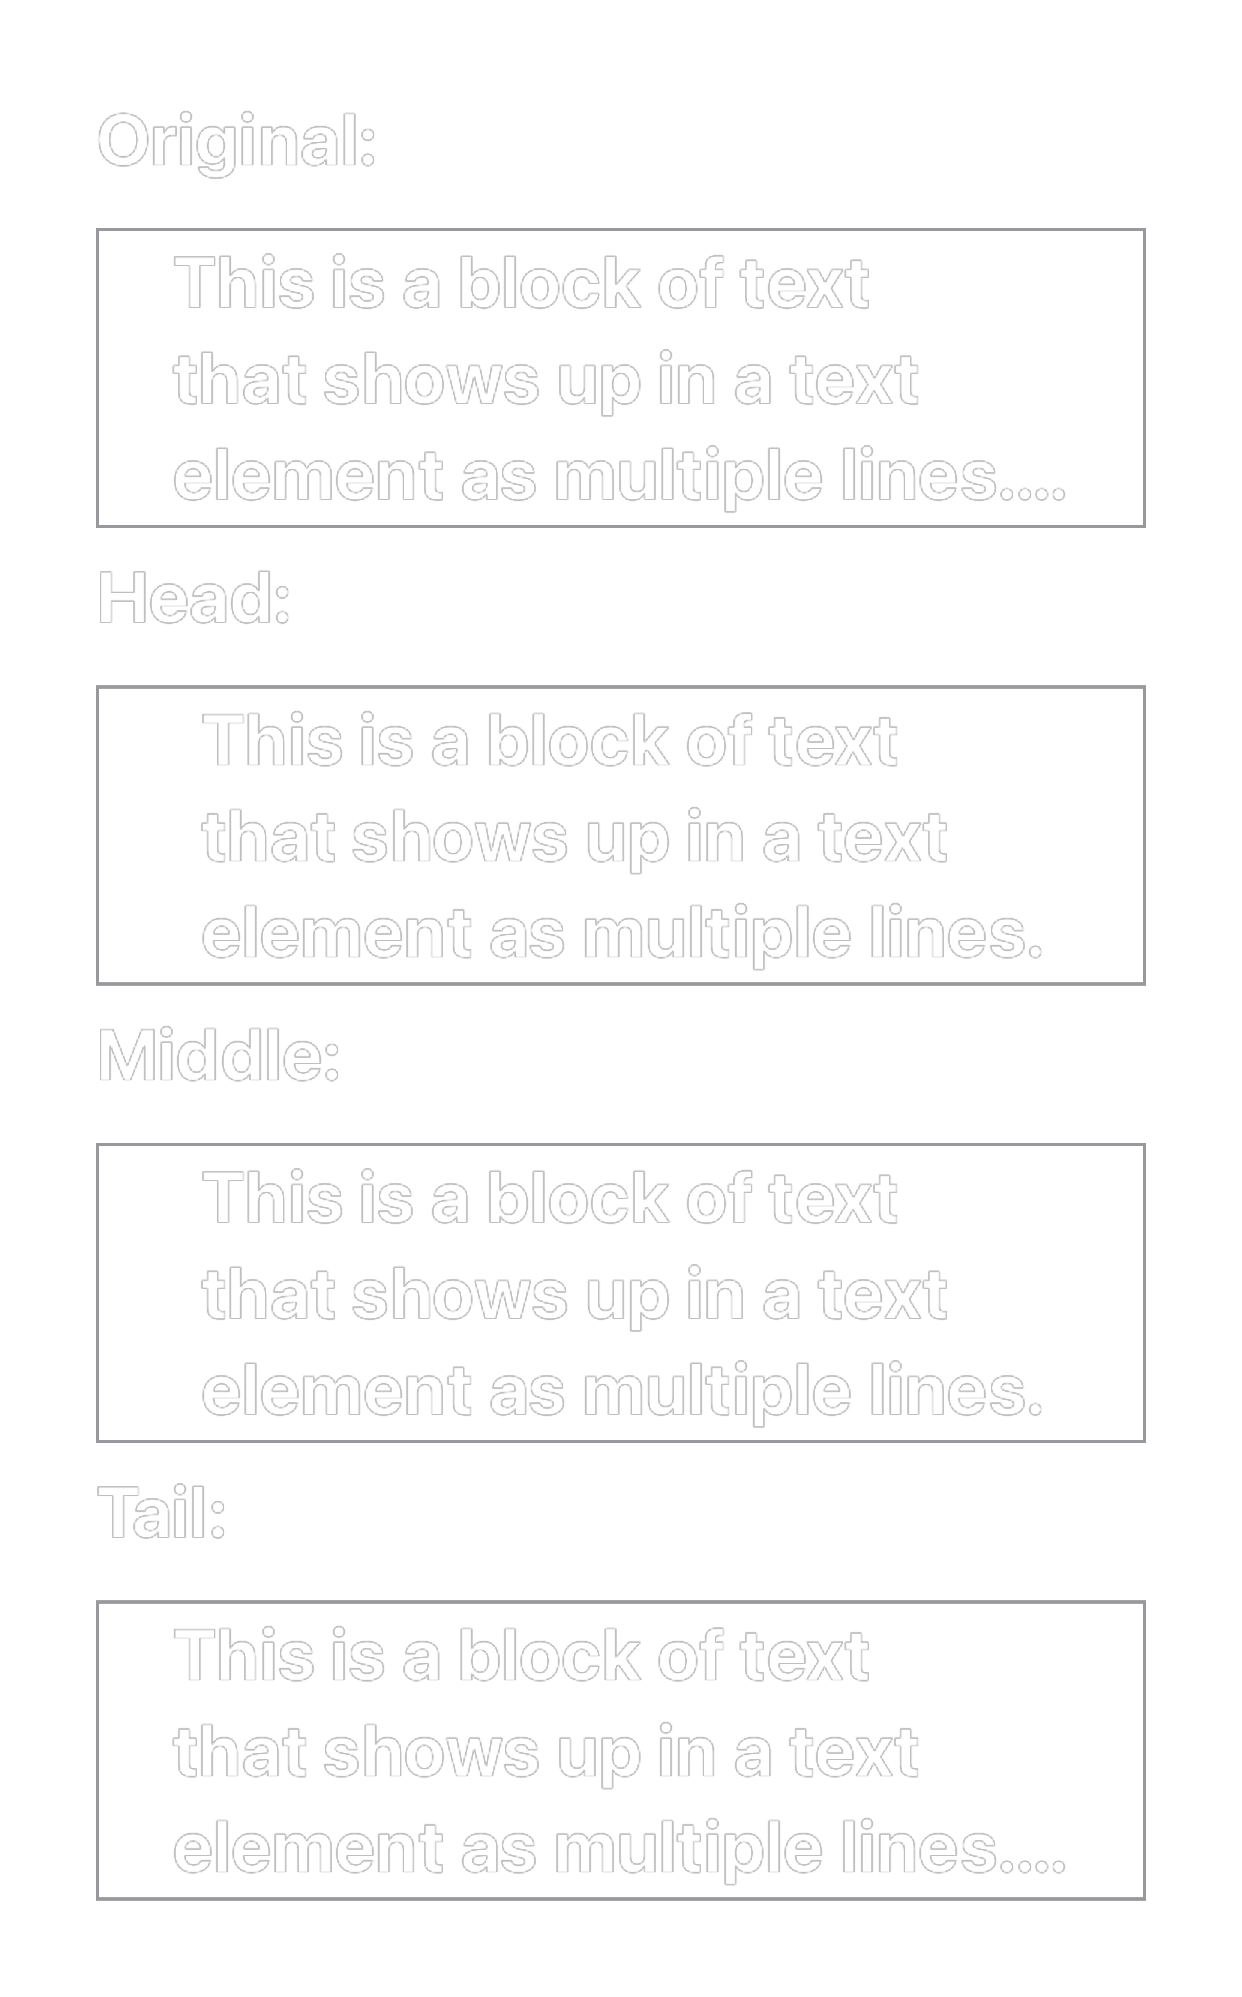 Original:
This is a block of text
that shows up in a text
element as multiple lines....
Head:
This is a block of text
that shows up in a text
element as multiple lines.
Middle:
This is a block of text
that shows up in a text
element as multiple lines.
Tail:
This is a block of text
that shows up in a text
element as multiple lines....